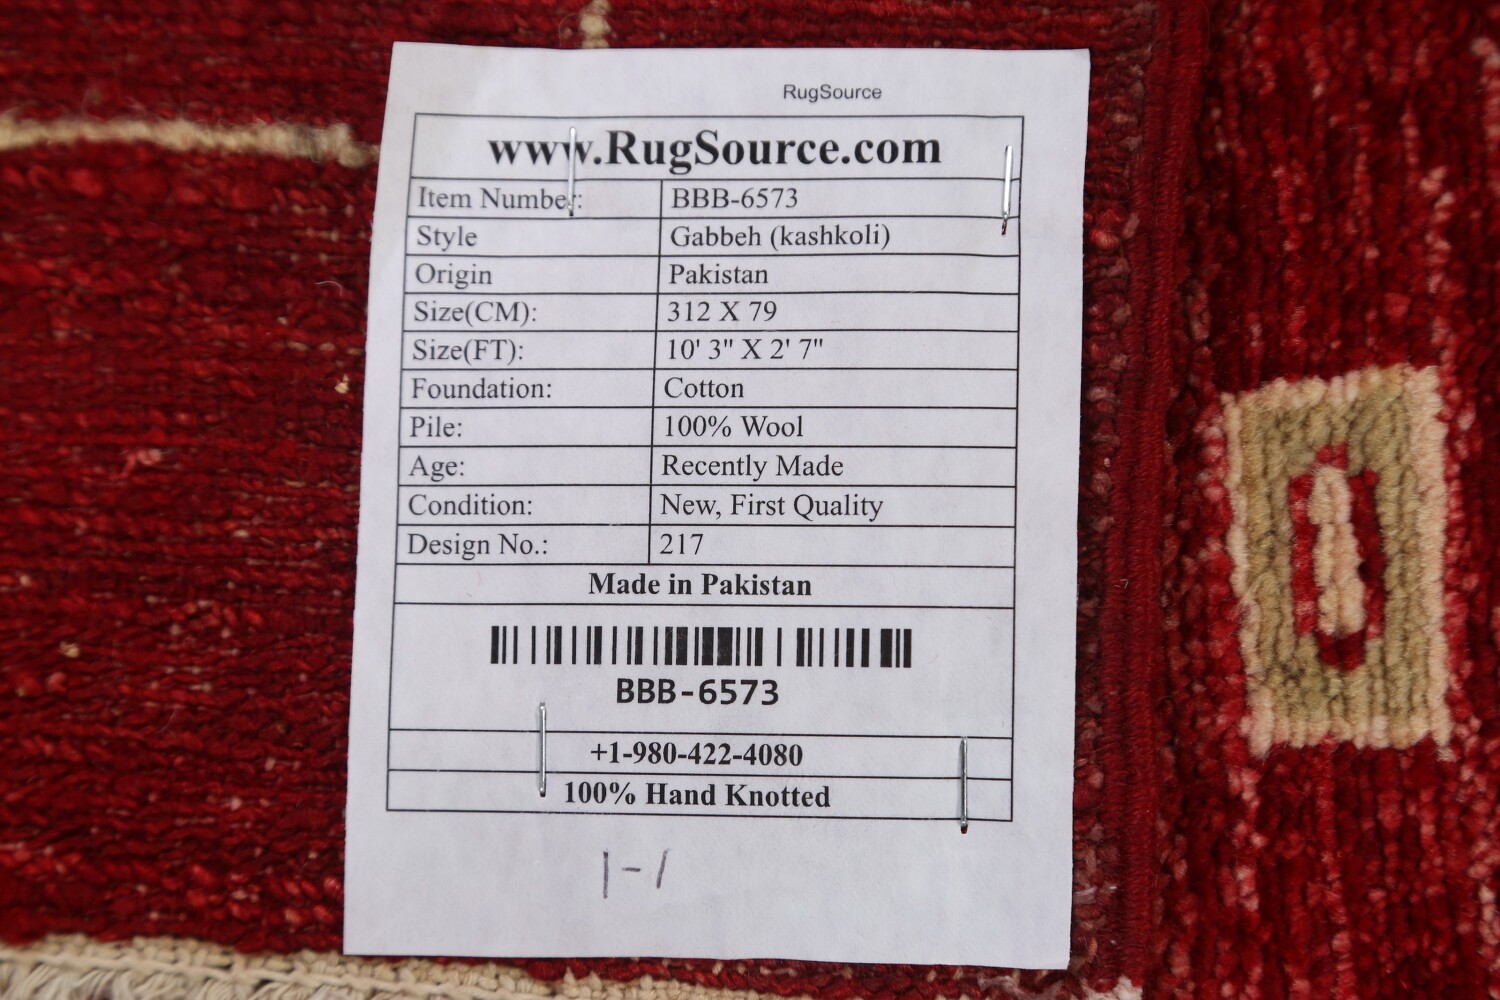 RugSource
www.RugSource.com
Item Number: BBB-6573
Style Gabbeh (kashkoli)
Origin Pakistan
Size(CM): 312 X 79
Size(FT): 10' 3" X 2' 7"
Foundation: Cotton
Pile: 100% Wool
Age: Recently Made
Condition: New, First Quality
Design No.: 217
Made in Pakistan
BBB-6573
+1-980-422-4080
100% Hand Knotted
1-1